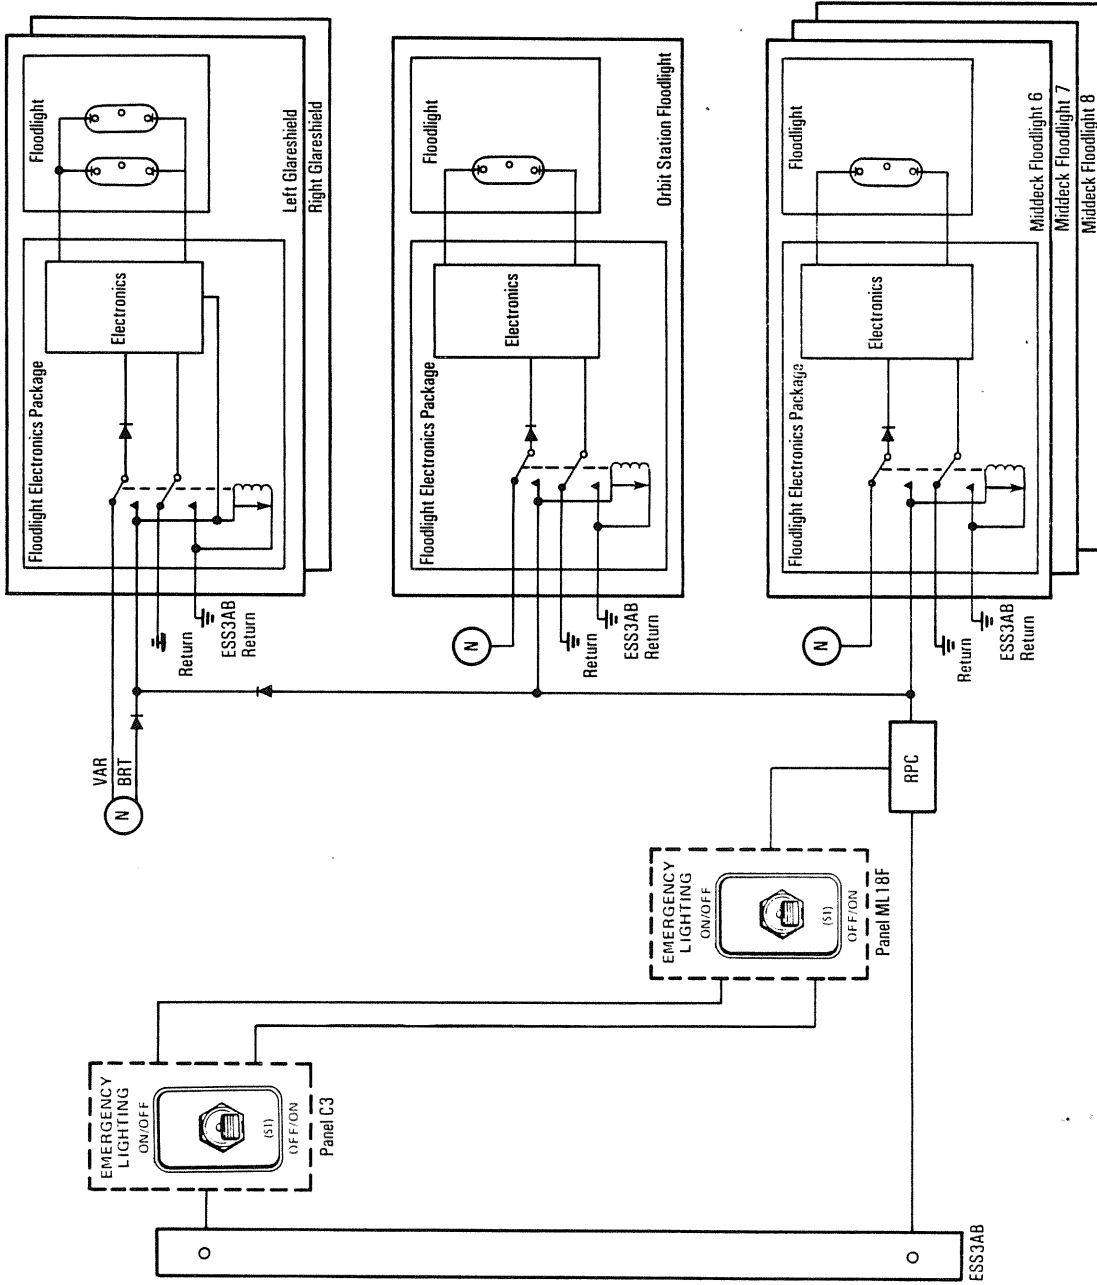 Floodlight
Floodlight Electronics Package
Electronics
Left Glareshield
Right Glareshield
VAR
BRT
N
Return
ESS3AB
Return
Floodlight
Floodlight Electronics Package
Electronics
Orbit Station Floodlight
N
Return
ESS3AB
Return
Floodlight
Floodlight Electronics Package
Electronics
Middeck Floodlight 6
Middeck Floodlight 7
Middeck Floodlight 8
N
Return
ESS3AB
Return
RPC
EMERGENCY
LIGHTING
ON/OFF
(S1)
OFF/ON
Panel ML18F
EMERGENCY
LIGHTING
ON/OFF
(S1)
OFF/ON
Panel C3
ESS3AB